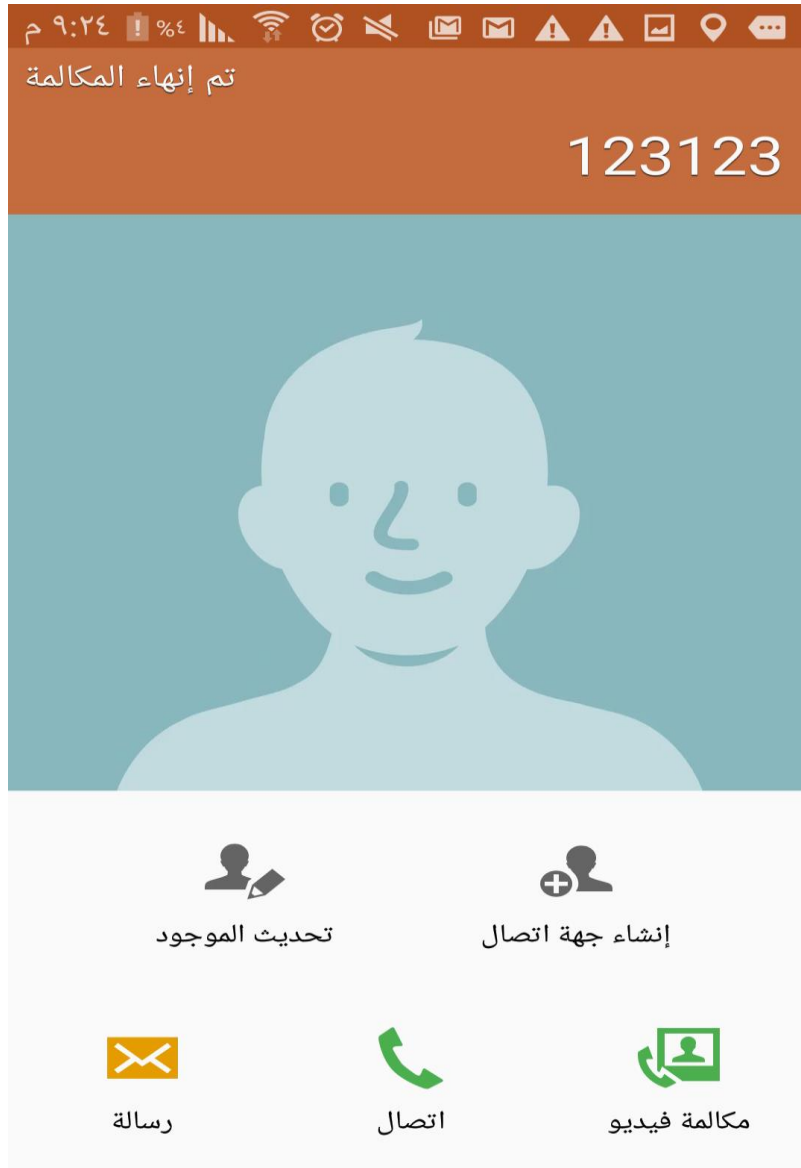 ٩:٢٤ م ٤%
تم إنهاء المكالمة
123123
إنشاء جهة اتصال
تحديث الموجود
مكالمة فيديو
اتصال
رسالة